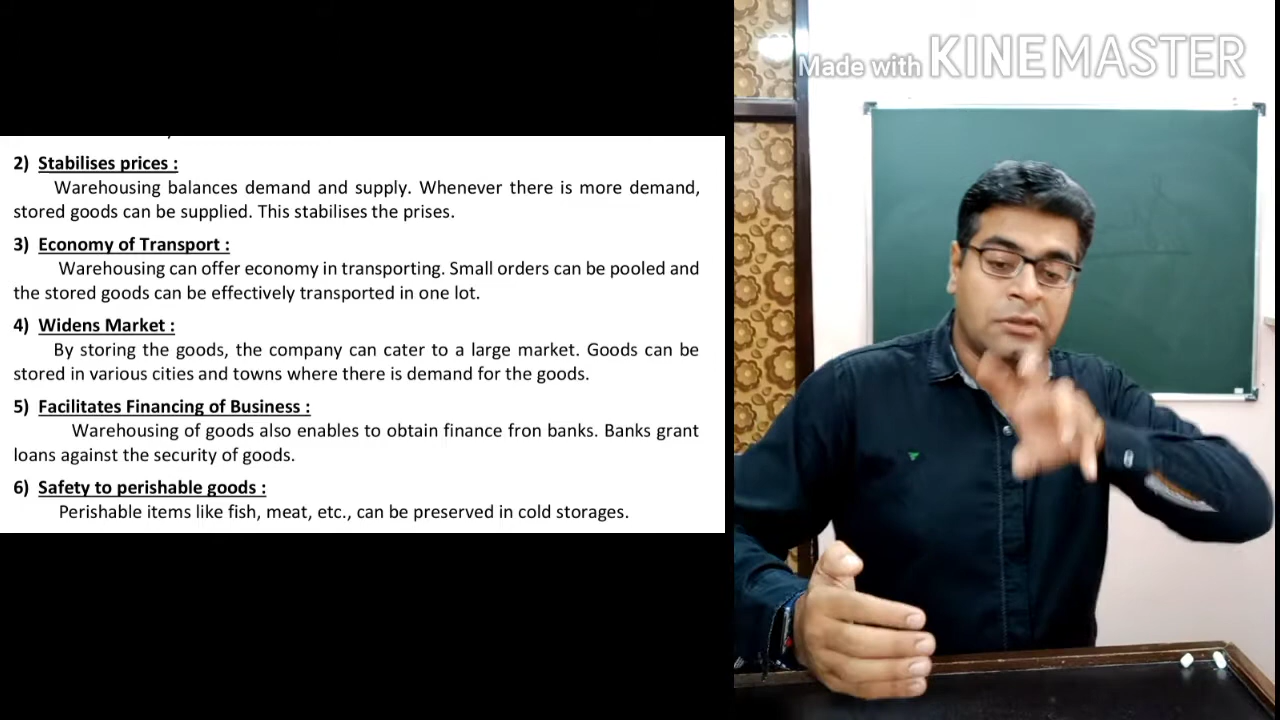 2) Stabilises prices :
Warehousing balances demand and supply. Whenever there is more demand,
stored goods can be supplied. This stabilises the prises.
3) Economy of Transport :
Warehousing can offer economy in transporting. Small orders can be pooled and
the stored goods can be effectively transported in one lot.
4) Widens Market :
By storing the goods, the company can cater to a large market. Goods can be
stored in various cities and towns where there is demand for the goods.
5) Facilitates Financing of Business :
Warehousing of goods also enables to obtain finance fron banks. Banks grant
loans against the security of goods.
6) Safety to perishable goods :
Perishable items like fish, meat, etc., can be preserved in cold storages.
Made with KINEMASTER